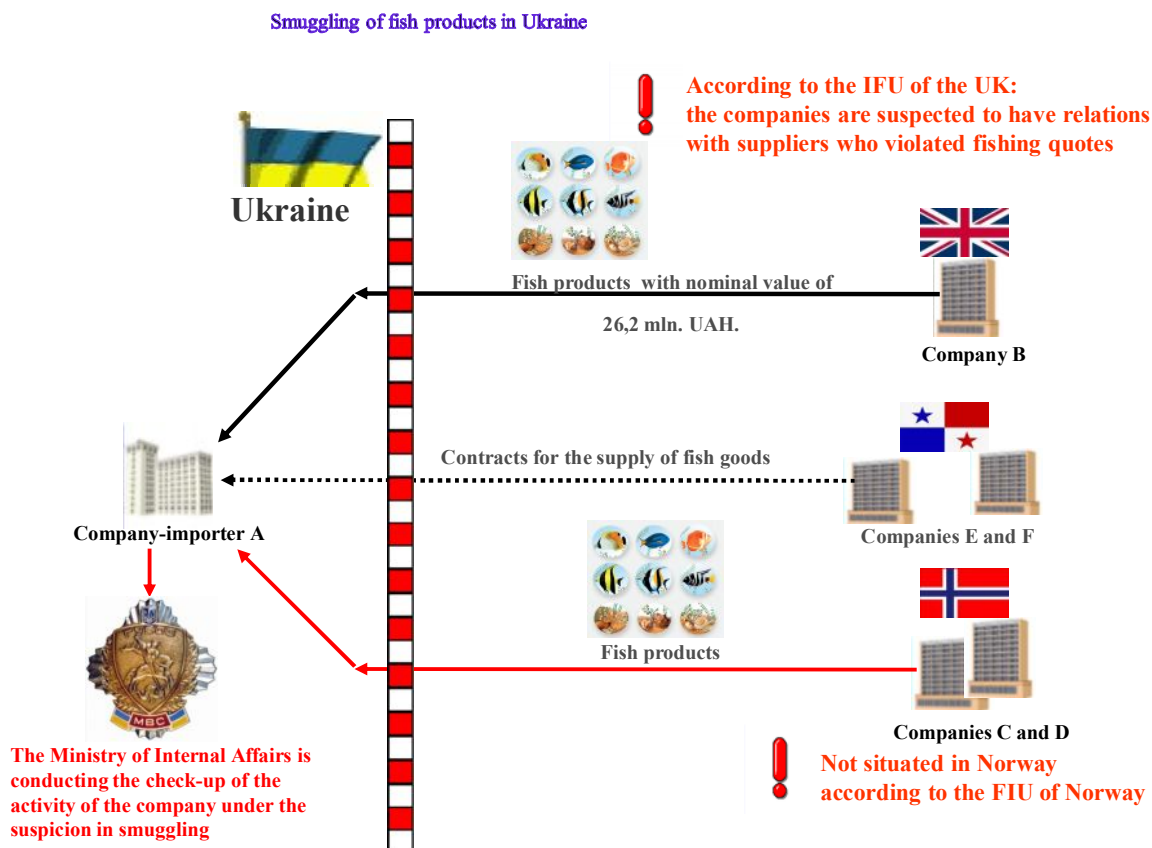 Smuggling of fish products in Ukraine
According to the IFU of the UK:
the companies are suspected to have relations
with suppliers who violated fishing quotes
Ukraine
Fish products with nominal value of
26,2 mln. UAH.
Company B
Contracts for the supply of fish goods
Company-importer A
Companies E and F
Fish products
МВС
Companies C and D
The Ministry of Internal Affairs is
conducting the check-up of the
activity of the company under the
suspicion in smuggling
Not situated in Norway
according to the FIU of Norway